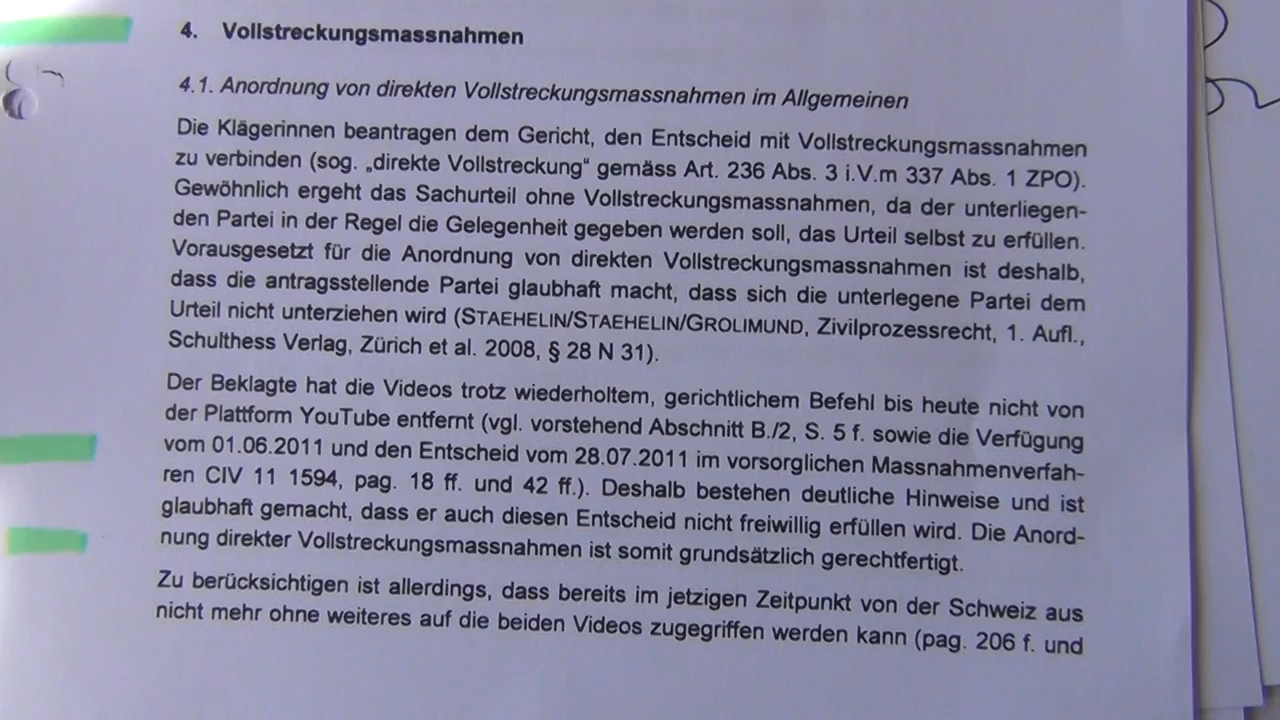 4. Vollstreckungsmassnahmen
4.1. Anordnung von direkten Vollstreckungsmassnahmen im Allgemeinen
Die Klägerinnen beantragen dem Gericht, den Entscheid mit Vollstreckungsmassnahmen
zu verbinden (sog. „direkte Vollstreckung“ gemäss Art. 236 Abs. 3 i.V.m 337 Abs. 1 ZPO).
Gewöhnlich ergeht das Sachurteil ohne Vollstreckungsmassnahmen, da der unterliegen-
den Partei in der Regel die Gelegenheit gegeben werden soll, das Urteil selbst zu erfüllen.
Vorausgesetzt für die Anordnung von direkten Vollstreckungsmassnahmen ist deshalb,
dass die antragsstellende Partei glaubhaft macht, dass sich die unterlegene Partei dem
Urteil nicht unterziehen wird (STAEHELIN/STAEHELIN/GROLIMUND, Zivilprozessrecht, 1. Aufl.,
Schulthess Verlag, Zürich et al. 2008, § 28 N 31).
Der Beklagte hat die Videos trotz wiederholtem, gerichtlichem Befehl bis heute nicht von
der Plattform YouTube entfernt (vgl. vorstehend Abschnitt B./2, S. 5 f. sowie die Verfügung
vom 01.06.2011 und den Entscheid vom 28.07.2011 im vorsorglichen Massnahmenverfah-
ren CIV 11 1594, pag. 18 ff. und 42 ff.). Deshalb bestehen deutliche Hinweise und ist
glaubhaft gemacht, dass er auch diesen Entscheid nicht freiwillig erfüllen wird. Die Anord-
nung direkter Vollstreckungsmassnahmen ist somit grundsätzlich gerechtfertigt.
Zu berücksichtigen ist allerdings, dass bereits im jetzigen Zeitpunkt von der Schweiz aus
nicht mehr ohne weiteres auf die beiden Videos zugegriffen werden kann (pag. 206 f. und